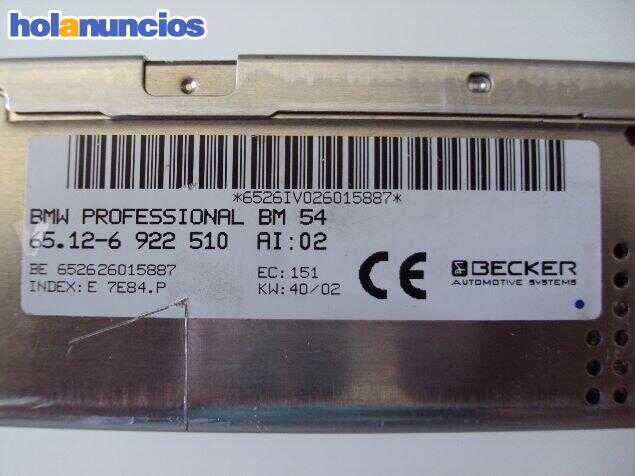 holanuncios
*6526IV026015887*
BMW PROFESSIONAL BM 54
65.12-6 922 510 AI:02
BE 652626015887 EC: 151
INDEX: E 7E84.P KW: 40/02
CE
BECKER
AUTOMOTIVE SYSTEMS